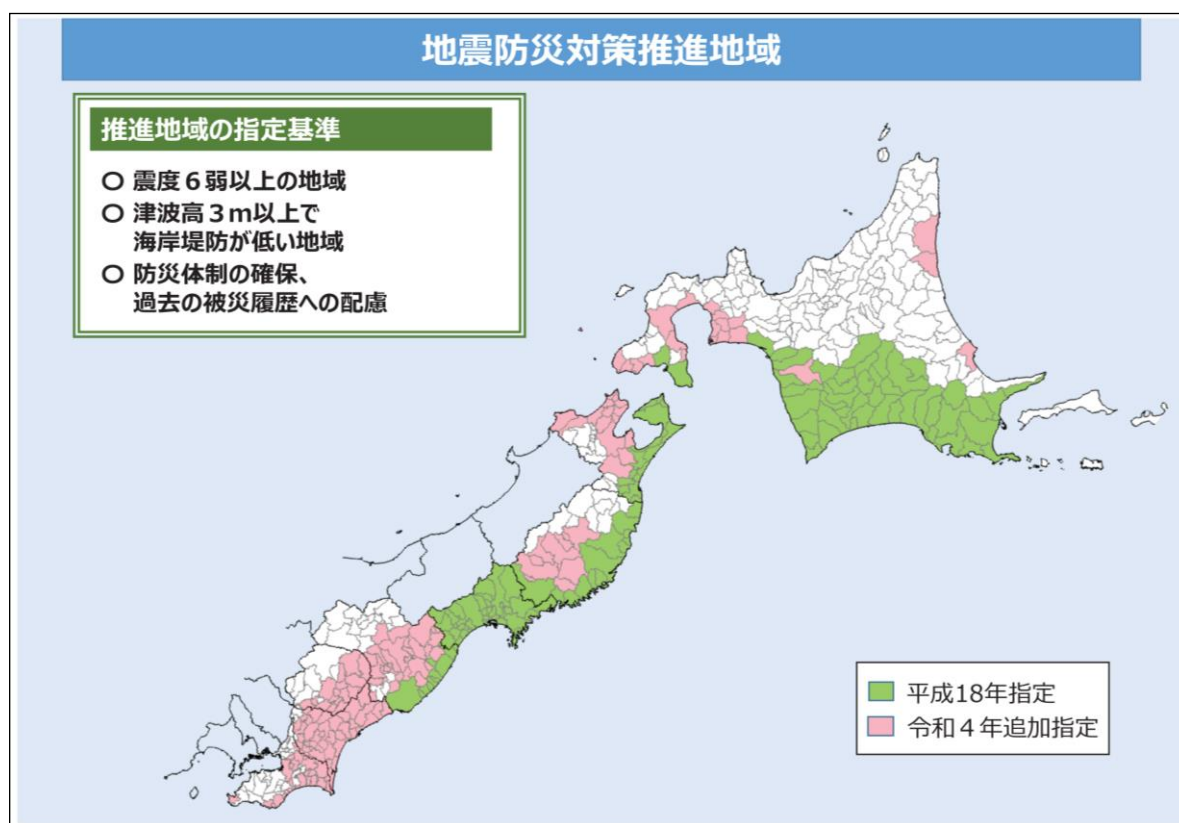 地震防災対策推進地域
推進地域の指定基準
〇 震度６弱以上の地域
〇 津波高３ｍ以上で
海岸堤防が低い地域
〇 防災体制の確保、
過去の被災履歴への配慮
平成18年指定
令和４年追加指定